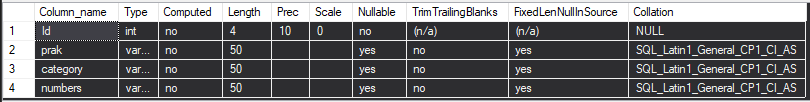 Column_name Type Computed Length Prec Scale Nullable TrimTrailingBlanks FixedLenNullInSource Collation
1 Id int no 4 10 0 no (n/a) (n/a) NULL
2 prak var... no 50 yes no yes SQL_Latin1_General_CP1_CI_AS
3 category var... no 50 yes no yes SQL_Latin1_General_CP1_CI_AS
4 numbers var... no 50 yes no yes SQL_Latin1_General_CP1_CI_AS